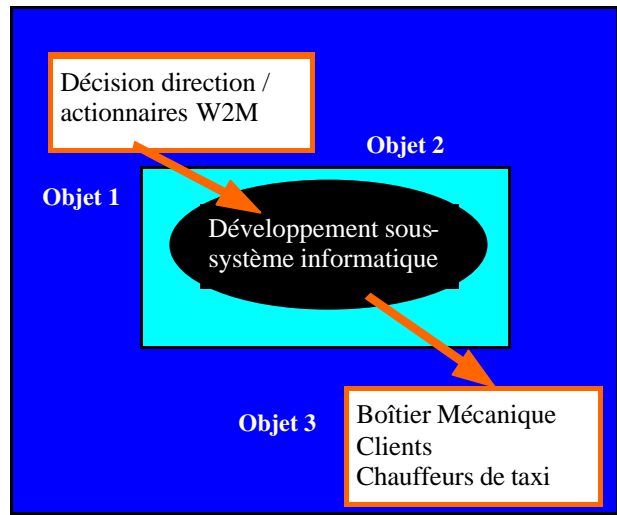 Décision direction /
actionnaires W2M
Objet 2
Objet 1
Développement sous-
système informatique
Objet 3
Boîtier Mécanique
Clients
Chauffeurs de taxi